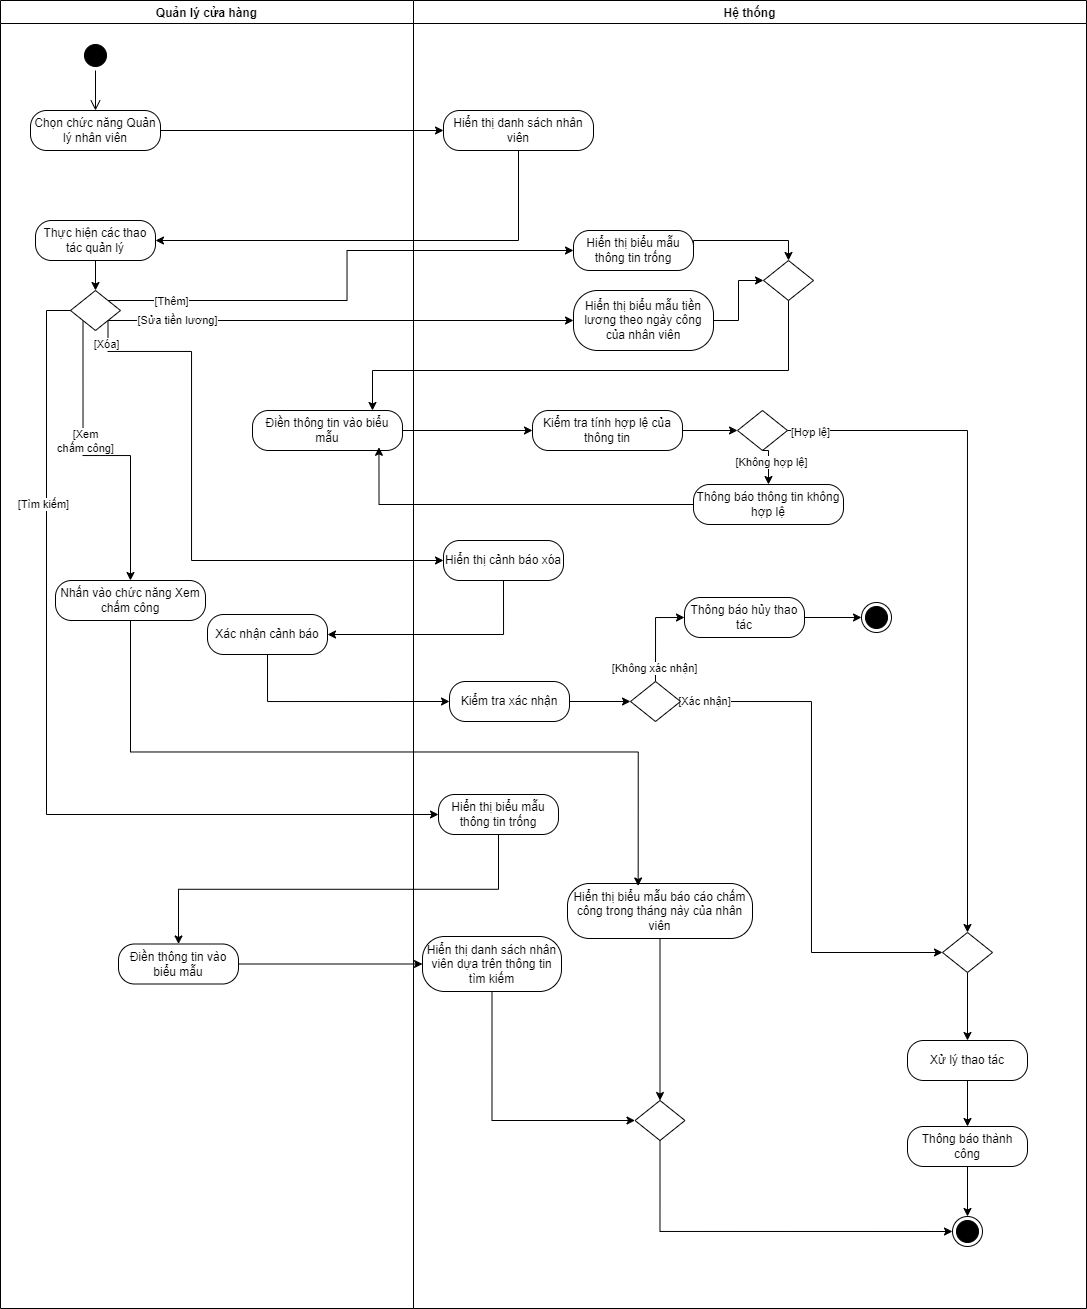 Quản lý cửa hàng
Hệ thống
Chọn chức năng Quản
lý nhân viên
Hiển thị danh sách nhân
viên
Thực hiện các thao
tác quản lý
Hiển thị biểu mẫu
thông tin trống
[Thêm]
[Sửa tiền lương]
Hiển thị biểu mẫu tiền
lương theo ngày công
của nhân viên
[Xóa]
Điền thông tin vào biểu
mẫu
Kiểm tra tính hợp lệ của
thông tin
[Hợp lệ]
[Xem
chấm công]
[Không hợp lệ]
Thông báo thông tin không
hợp lệ
[Tìm kiếm]
Hiển thị cảnh báo xóa
Nhấn vào chức năng Xem
chấm công
Thông báo hủy thao
tác
Xác nhận cảnh báo
[Không xác nhận]
Kiểm tra xác nhận
[Xác nhận]
Hiển thị biểu mẫu
thông tin trống
Hiển thị biểu mẫu báo cáo chấm
công trong tháng này của nhân
viên
Điền thông tin vào
biểu mẫu
Hiển thị danh sách nhân
viên dựa trên thông tin
tìm kiếm
Xử lý thao tác
Thông báo thành
công